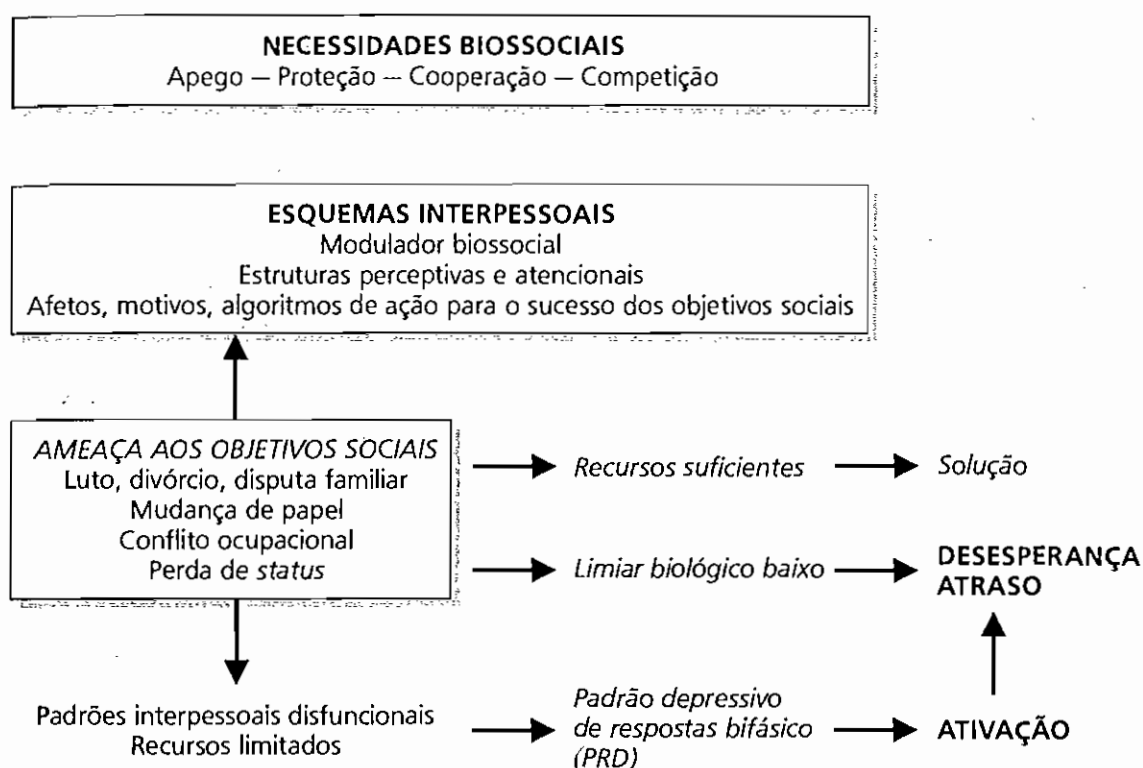 NECESSIDADES BIOSSOCIAIS
Apego — Proteção — Cooperação — Competição
ESQUEMAS INTERPESSOAIS
Modulador biossocial
Estruturas perceptivas e atencionais
Afetos, motivos, algoritmos de ação para o sucesso dos objetivos sociais
AMEAÇA AOS OBJETIVOS SOCIAIS
Luto, divórcio, disputa familiar
Mudança de papel
Conflito ocupacional
Perda de status
Recursos suficientes
Solução
Limiar biológico baixo
DESESPERANÇA
ATRASO
Padrões interpessoais disfuncionais
Recursos limitados
Padrão depressivo
de respostas bifásico
(PRD)
ATIVAÇÃO